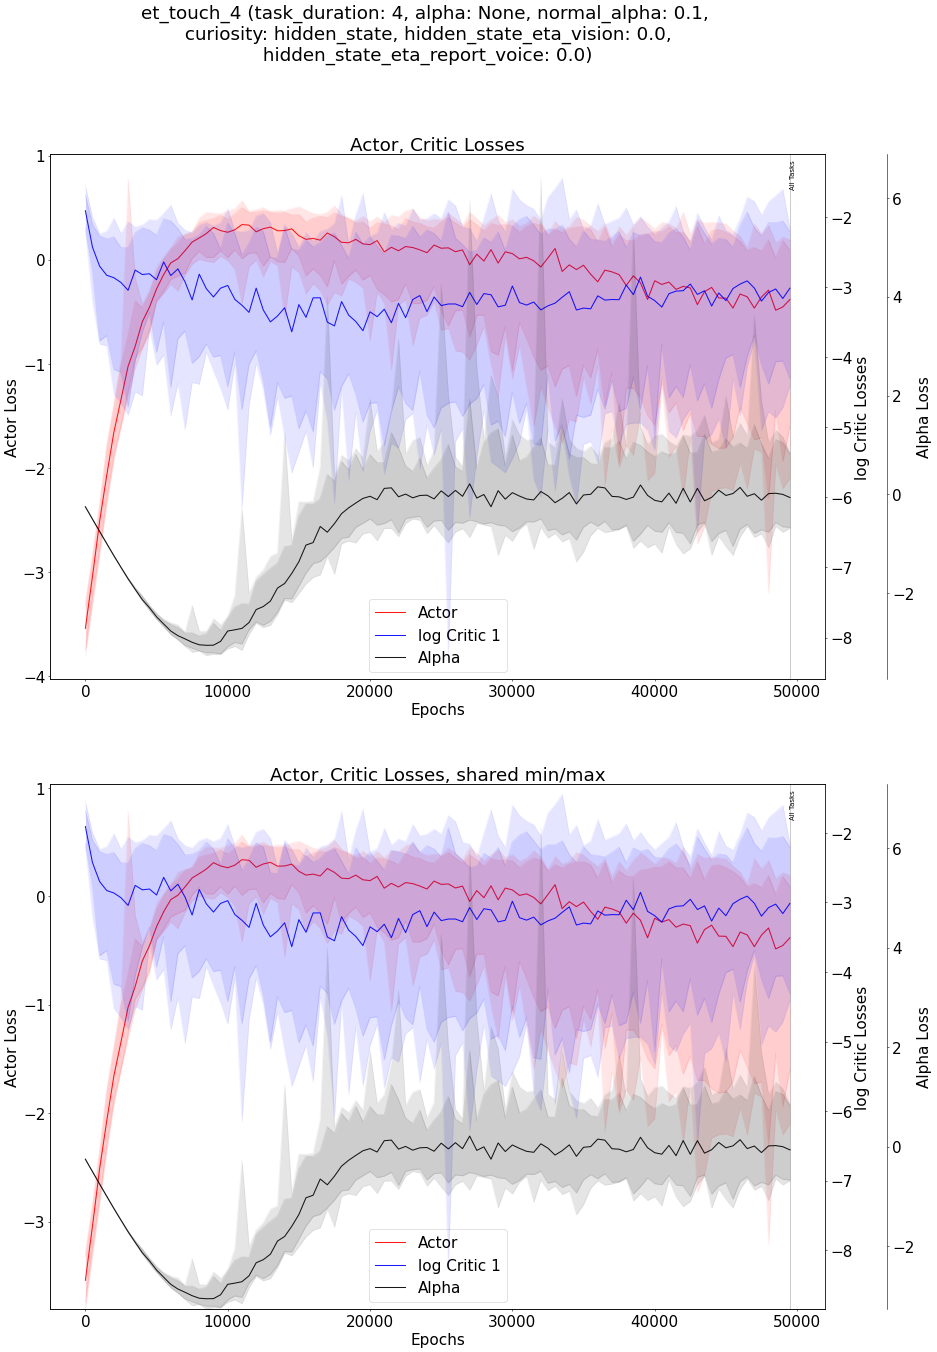 et_touch_4 (task_duration: 4, alpha: None, normal_alpha: 0.1,
curiosity: hidden_state, hidden_state_eta_vision: 0.0,
hidden_state_eta_report_voice: 0.0)
Actor, Critic Losses
1
0
−1
−2
−3
−4
Actor Loss
All Tasks
−2
−3
−4
−5
−6
−7
−8
log Critic Losses
6
4
2
0
−2
Alpha Loss
Actor
log Critic 1
Alpha
0
10000
20000
30000
40000
50000
Epochs
Actor, Critic Losses, shared min/max
1
0
−1
−2
−3
Actor Loss
All Tasks
−2
−3
−4
−5
−6
−7
−8
log Critic Losses
6
4
2
0
−2
Alpha Loss
Actor
log Critic 1
Alpha
0
10000
20000
30000
40000
50000
Epochs